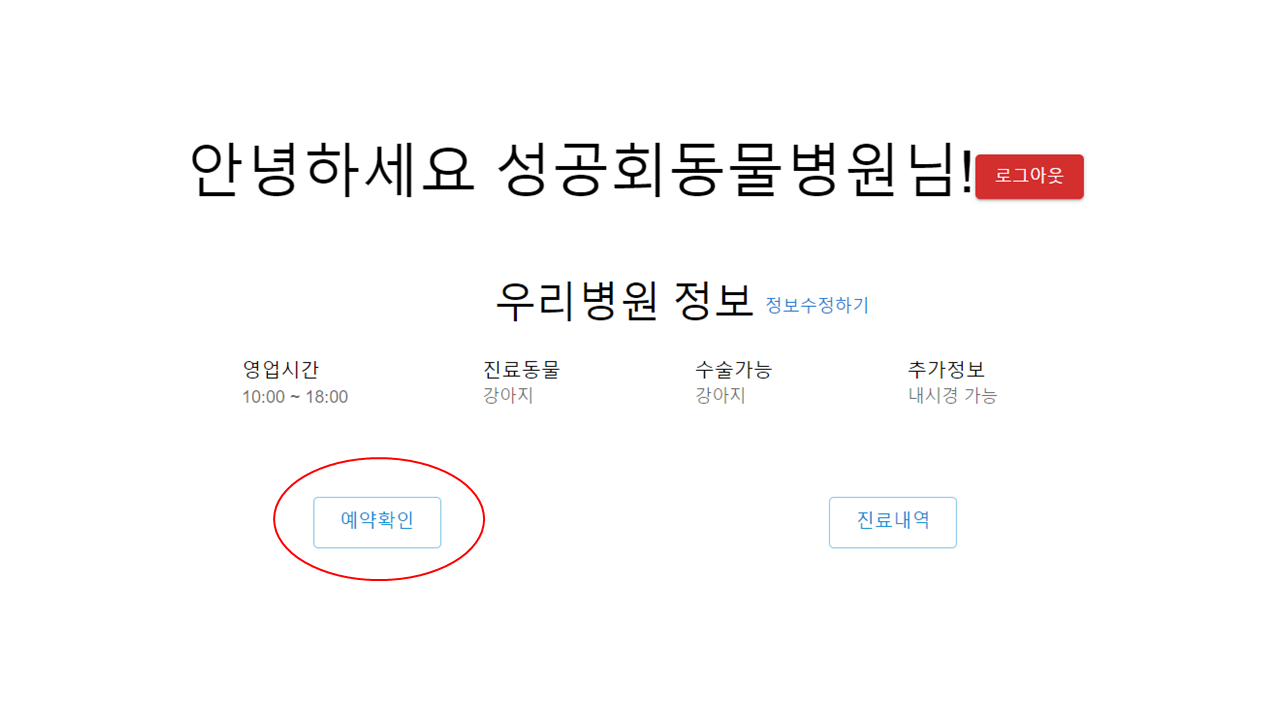 안녕하세요 성공회동물병원님! 로그아웃
우리병원 정보 정보수정하기
영업시간 진료동물 수술가능 추가정보
10:00 ~ 18:00 강아지 강아지 내시경 가능
예약확인 진료내역